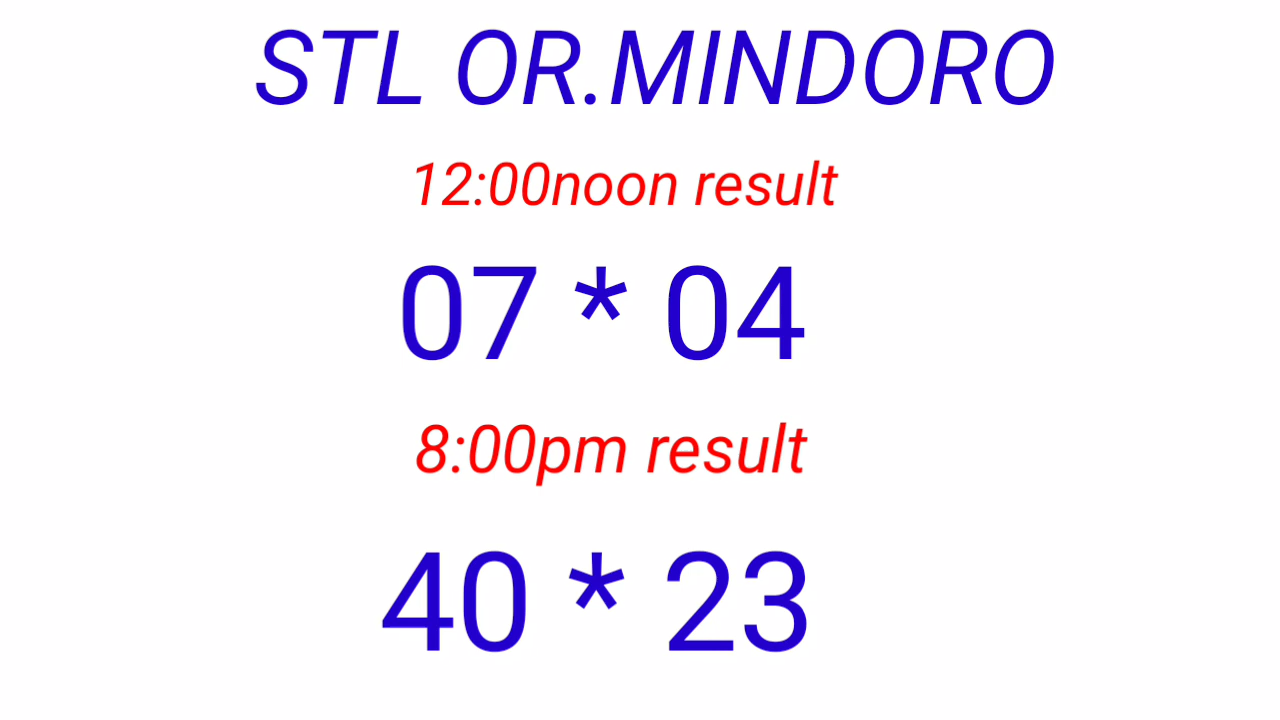 STL OR.MINDORO
12:00noon result
07 * 04
8:00pm result
40 * 23